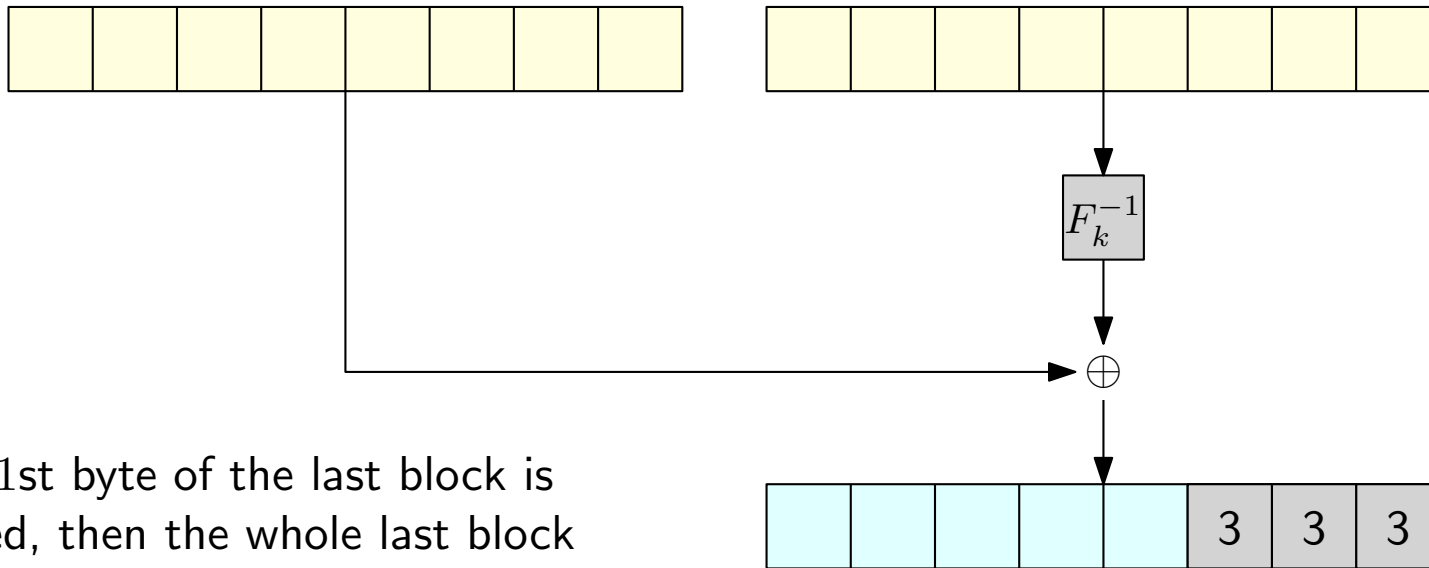 F_k^{-1}
⊕
1st byte of the last block is
ed, then the whole last block
3 3 3